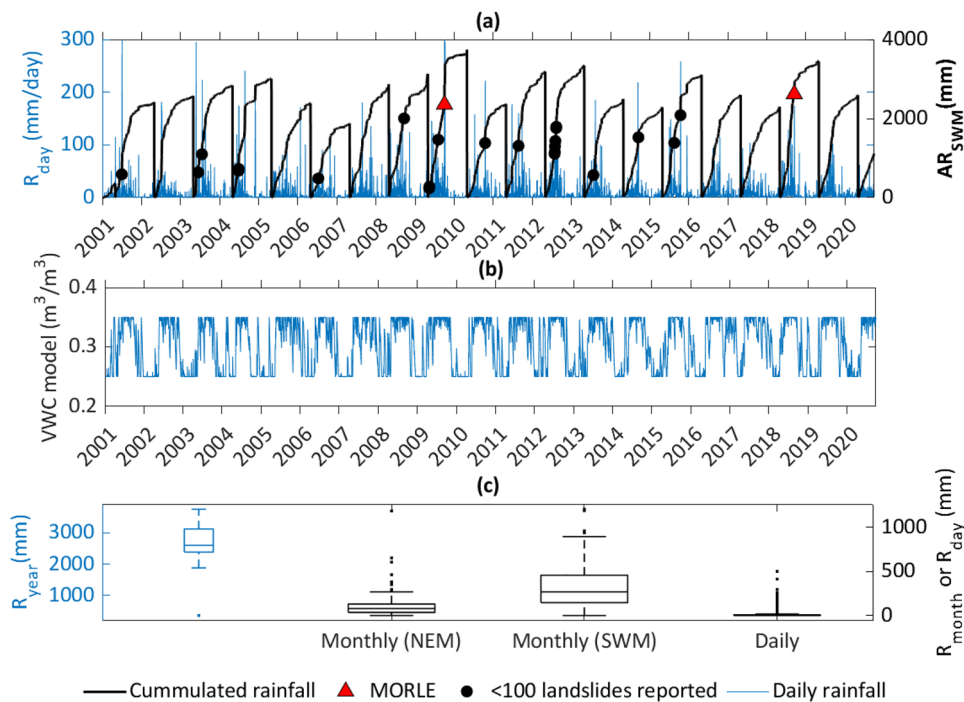 (a)
300
200
100
0
R_day (mm/day)
4000
2000
0
AR_SWM (mm)
2001 2002 2003 2004 2005 2006 2007 2008 2009 2010 2011 2012 2013 2014 2015 2016 2017 2018 2019 2020
(b)
0.4
0.3
0.2
VWC model (m³/m³)
2001 2002 2003 2004 2005 2006 2007 2008 2009 2010 2011 2012 2013 2014 2015 2016 2017 2018 2019 2020
(c)
3000
2000
1000
R_year (mm)
1000
500
0
R_month or R_day (mm)
Monthly (NEM) Monthly (SWM) Daily
Cummulated rainfall MORLE <100 landslides reported Daily rainfall